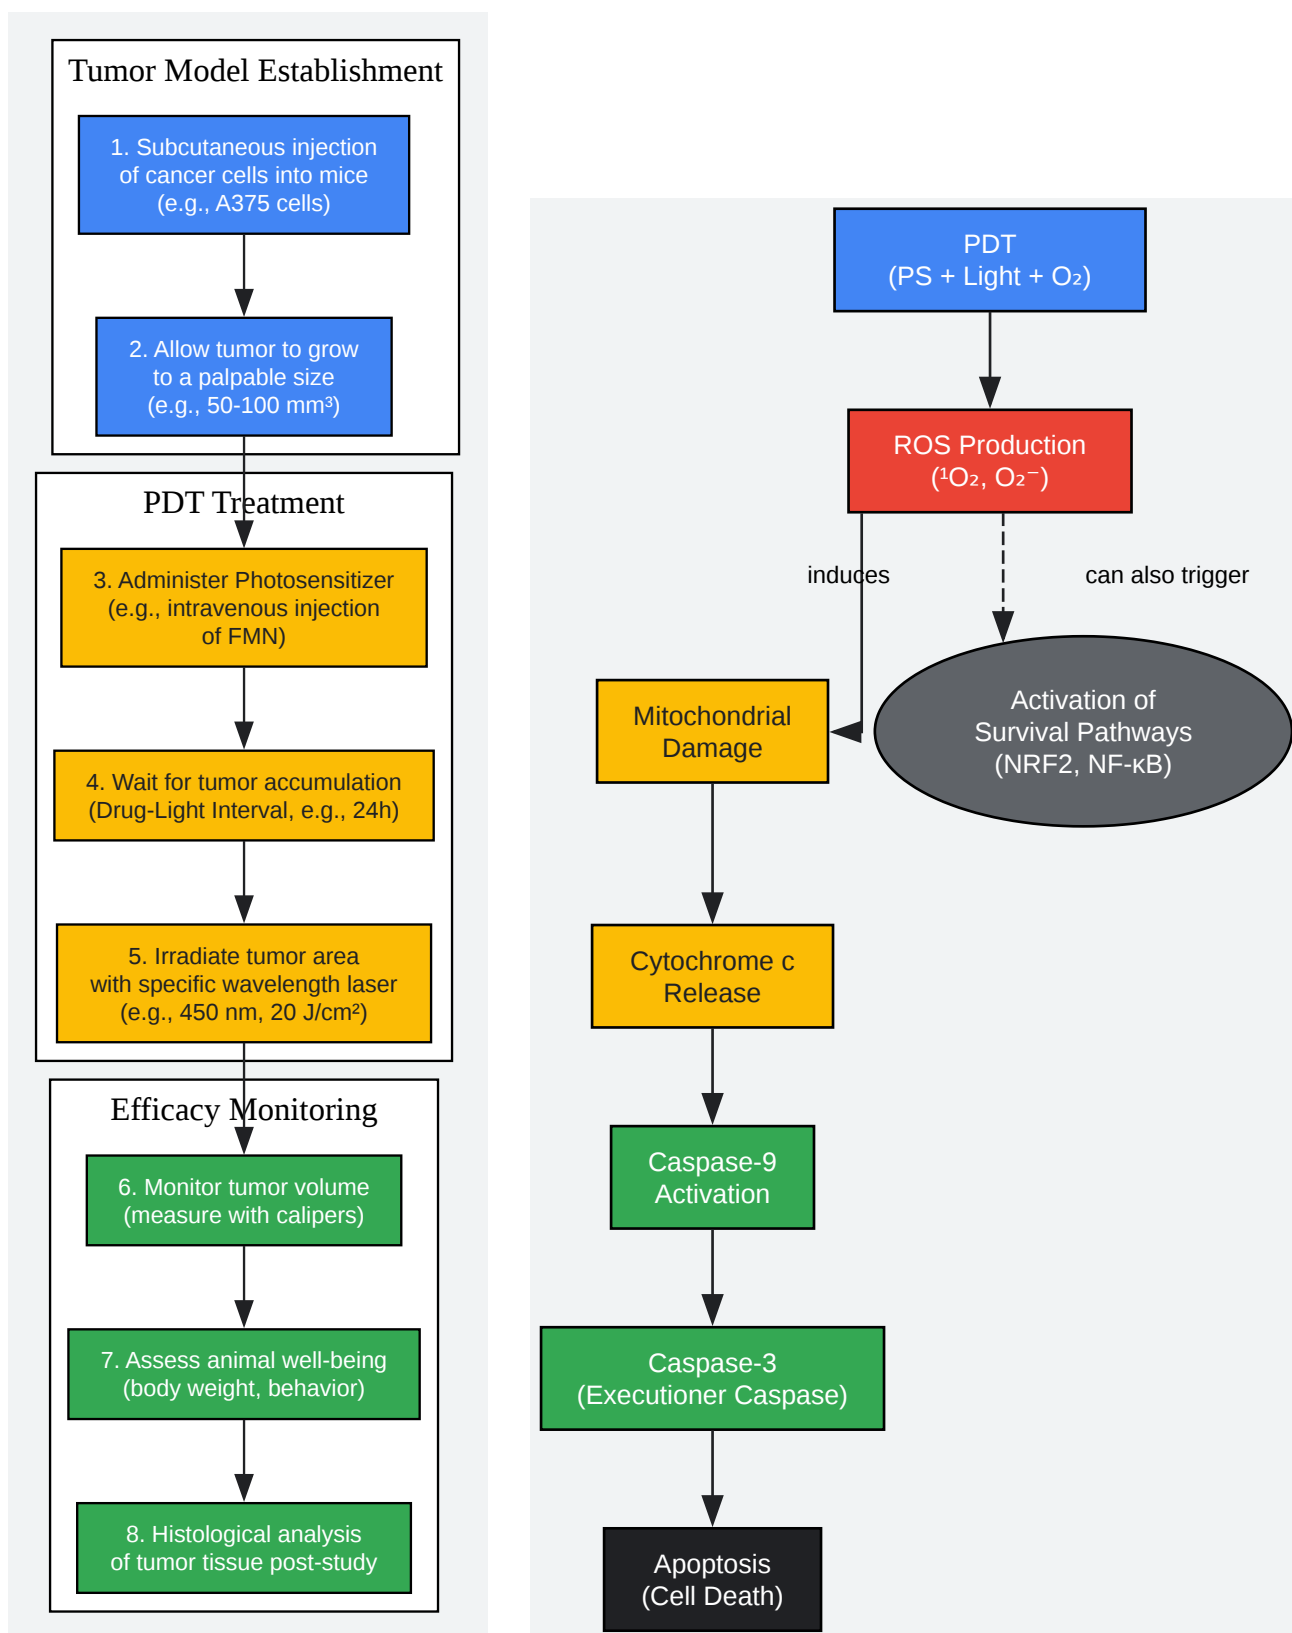 Tumor Model Establishment
1. Subcutaneous injection
of cancer cells into mice
(e.g., A375 cells)
2. Allow tumor to grow
to a palpable size
(e.g., 50-100 mm³)
PDT Treatment
3. Administer Photosensitizer
(e.g., intravenous injection
of FMN)
4. Wait for tumor accumulation
(Drug-Light Interval, e.g., 24h)
5. Irradiate tumor area
with specific wavelength laser
(e.g., 450 nm, 20 J/cm²)
Efficacy Monitoring
6. Monitor tumor volume
(measure with calipers)
7. Assess animal well-being
(body weight, behavior)
8. Histological analysis
of tumor tissue post-study
PDT
(PS + Light + O₂)
ROS Production
(¹O₂, O₂⁻)
induces
can also trigger
Mitochondrial
Damage
Activation of
Survival Pathways
(NRF2, NF-κB)
Cytochrome c
Release
Caspase-9
Activation
Caspase-3
(Executioner Caspase)
Apoptosis
(Cell Death)